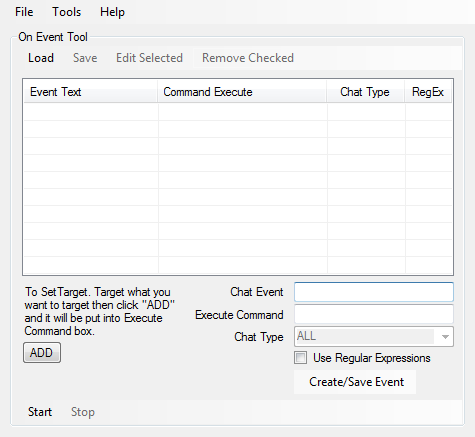 File Tools Help
On Event Tool
Load Save Edit Selected Remove Checked
Event Text Command Execute Chat Type RegEx
To SetTarget. Target what you
want to target then click "ADD"
and it will be put into Execute
Command box.
ADD
Chat Event
Execute Command
Chat Type ALL
Use Regular Expressions
Create/Save Event
Start Stop